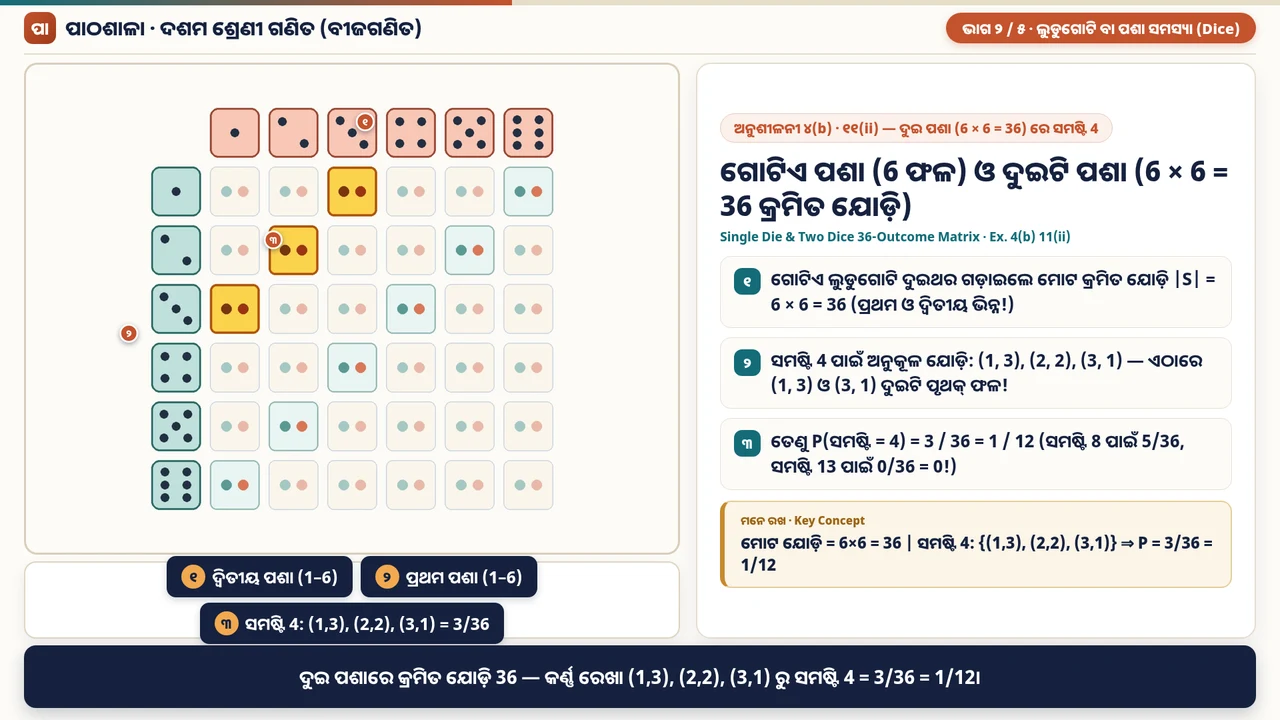 ପା
ପାଠଶାଳା · ଦଶମ ଶ୍ରେଣୀ ଗଣିତ (ବୀଜଗଣିତ)
ଭାଗ ୨ / ୫ · ଲୁଡୁଗୋଟି ବା ପଶା ସମସ୍ୟା (Dice)
୧
୩
୨
୧ ଦ୍ୱିତୀୟ ପଶା (1–6)
୨ ପ୍ରଥମ ପଶା (1–6)
୩ ସମଷ୍ଟି 4: (1,3), (2,2), (3,1) = 3/36
ଅନୁଶୀଳନୀ ୪(b) · ୧୧(ii) — ଦୁଇ ପଶା (6 × 6 = 36) ରେ ସମଷ୍ଟି 4
ଗୋଟିଏ ପଶା (6 ଫଳ) ଓ ଦୁଇଟି ପଶା (6 × 6 =
36 କ୍ରମିତ ଯୋଡ଼ି)
Single Die & Two Dice 36-Outcome Matrix · Ex. 4(b) 11(ii)
୧ ଗୋଟିଏ ଲୁଡୁଗୋଟି ଦୁଇଥର ଗଡ଼ାଇଲେ ମୋଟ କ୍ରମିତ ଯୋଡ଼ି |S| =
6 × 6 = 36 (ପ୍ରଥମ ଓ ଦ୍ୱିତୀୟ ଭିନ୍ନ!)
୨ ସମଷ୍ଟି 4 ପାଇଁ ଅନୁକୂଳ ଯୋଡ଼ି: (1, 3), (2, 2), (3, 1) — ଏଠାରେ
(1, 3) ଓ (3, 1) ଦୁଇଟି ପୃଥକ୍ ଫଳ!
୩ ତେଣୁ P(ସମଷ୍ଟି = 4) = 3 / 36 = 1 / 12 (ସମଷ୍ଟି 8 ପାଇଁ 5/36,
ସମଷ୍ଟି 13 ପାଇଁ 0/36 = 0!)
ମନେ ରଖ · Key Concept
ମୋଟ ଯୋଡ଼ି = 6×6 = 36 | ସମଷ୍ଟି 4: {(1,3), (2,2), (3,1)} ⇒ P = 3/36 =
1/12
ଦୁଇ ପଶାରେ କ୍ରମିତ ଯୋଡ଼ି 36 — କର୍ଣ୍ଣ ରେଖା (1,3), (2,2), (3,1) ରୁ ସମଷ୍ଟି 4 = 3/36 = 1/12।